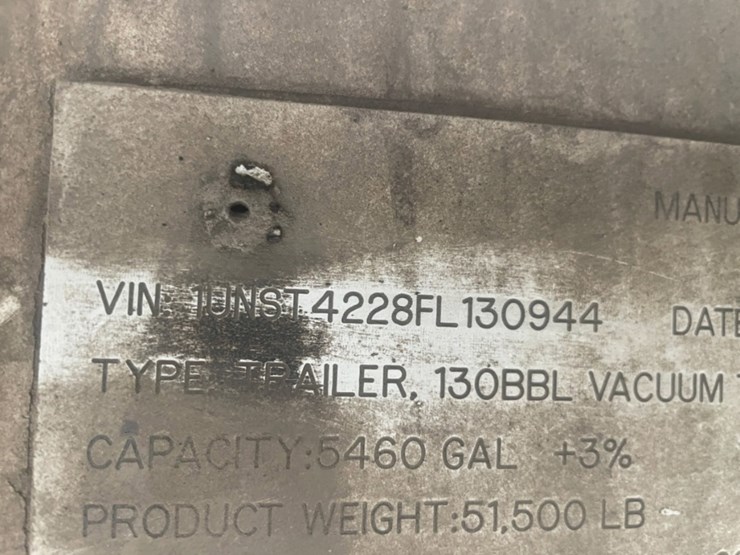 MANU
VIN: 1UNST4228FL130944 DATE
TYPE: TRAILER, 130BBL VACUUM
CAPACITY:5460 GAL +3%
PRODUCT WEIGHT:51,500 LB